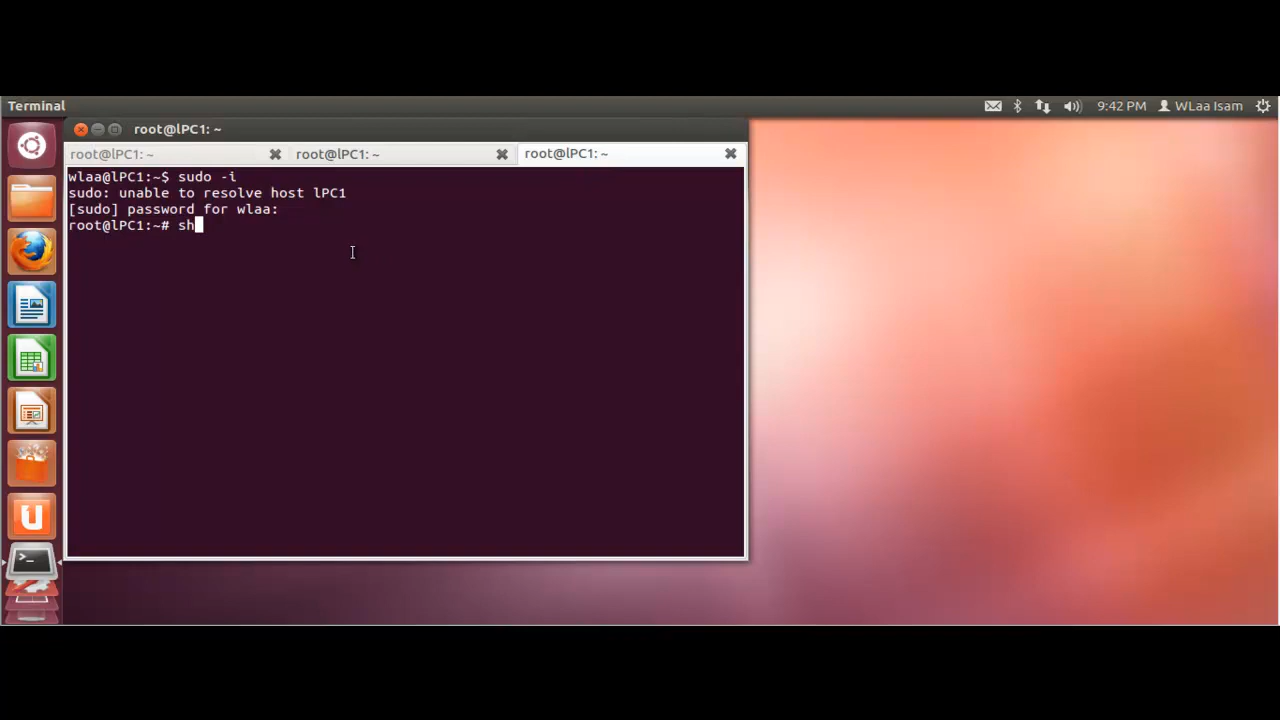 Terminal
9:42 PM WLaa Isam
root@lPC1: ~
root@lPC1: ~ root@lPC1: ~ root@lPC1: ~
wlaa@lPC1:~$ sudo -i
sudo: unable to resolve host lPC1
[sudo] password for wlaa:
root@lPC1:~# sh